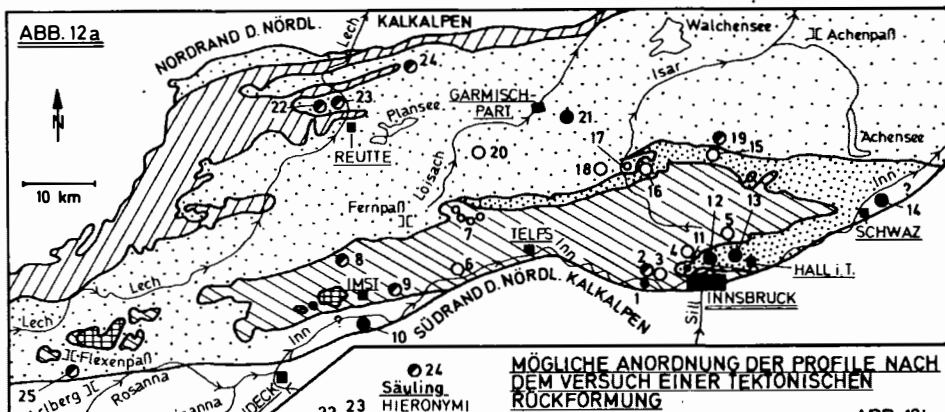 ABB. 12a
NORDRAND D. NÖRDL. KALKALPEN
Lech
Walchensee
Achenpaß
Isar
24
22
23
Plansee
GARMISCH-
PART.
21
N
REUTTE
Loisach
20
17
18
19
15
16
Achensee
10 km
Fernpaß
7
Inn
?
12
13
14
SCHWAZ
TELFS
Inn
5
11
4
8
2
3
6
HALL i.T.
Lech
IMST
9
1
INNSBRUCK
Lech
Inn
?
10
SÜDRAND D. NÖRDL. KALKALPEN
Sill
Flexenpaß
25
Rosanna
24
Säuling
HIERONYMI
22 23
MÖGLICHE ANORDNUNG DER PROFILE NACH
DEM VERSUCH EINER TEKTONISCHEN
RÜCKFORMUNG